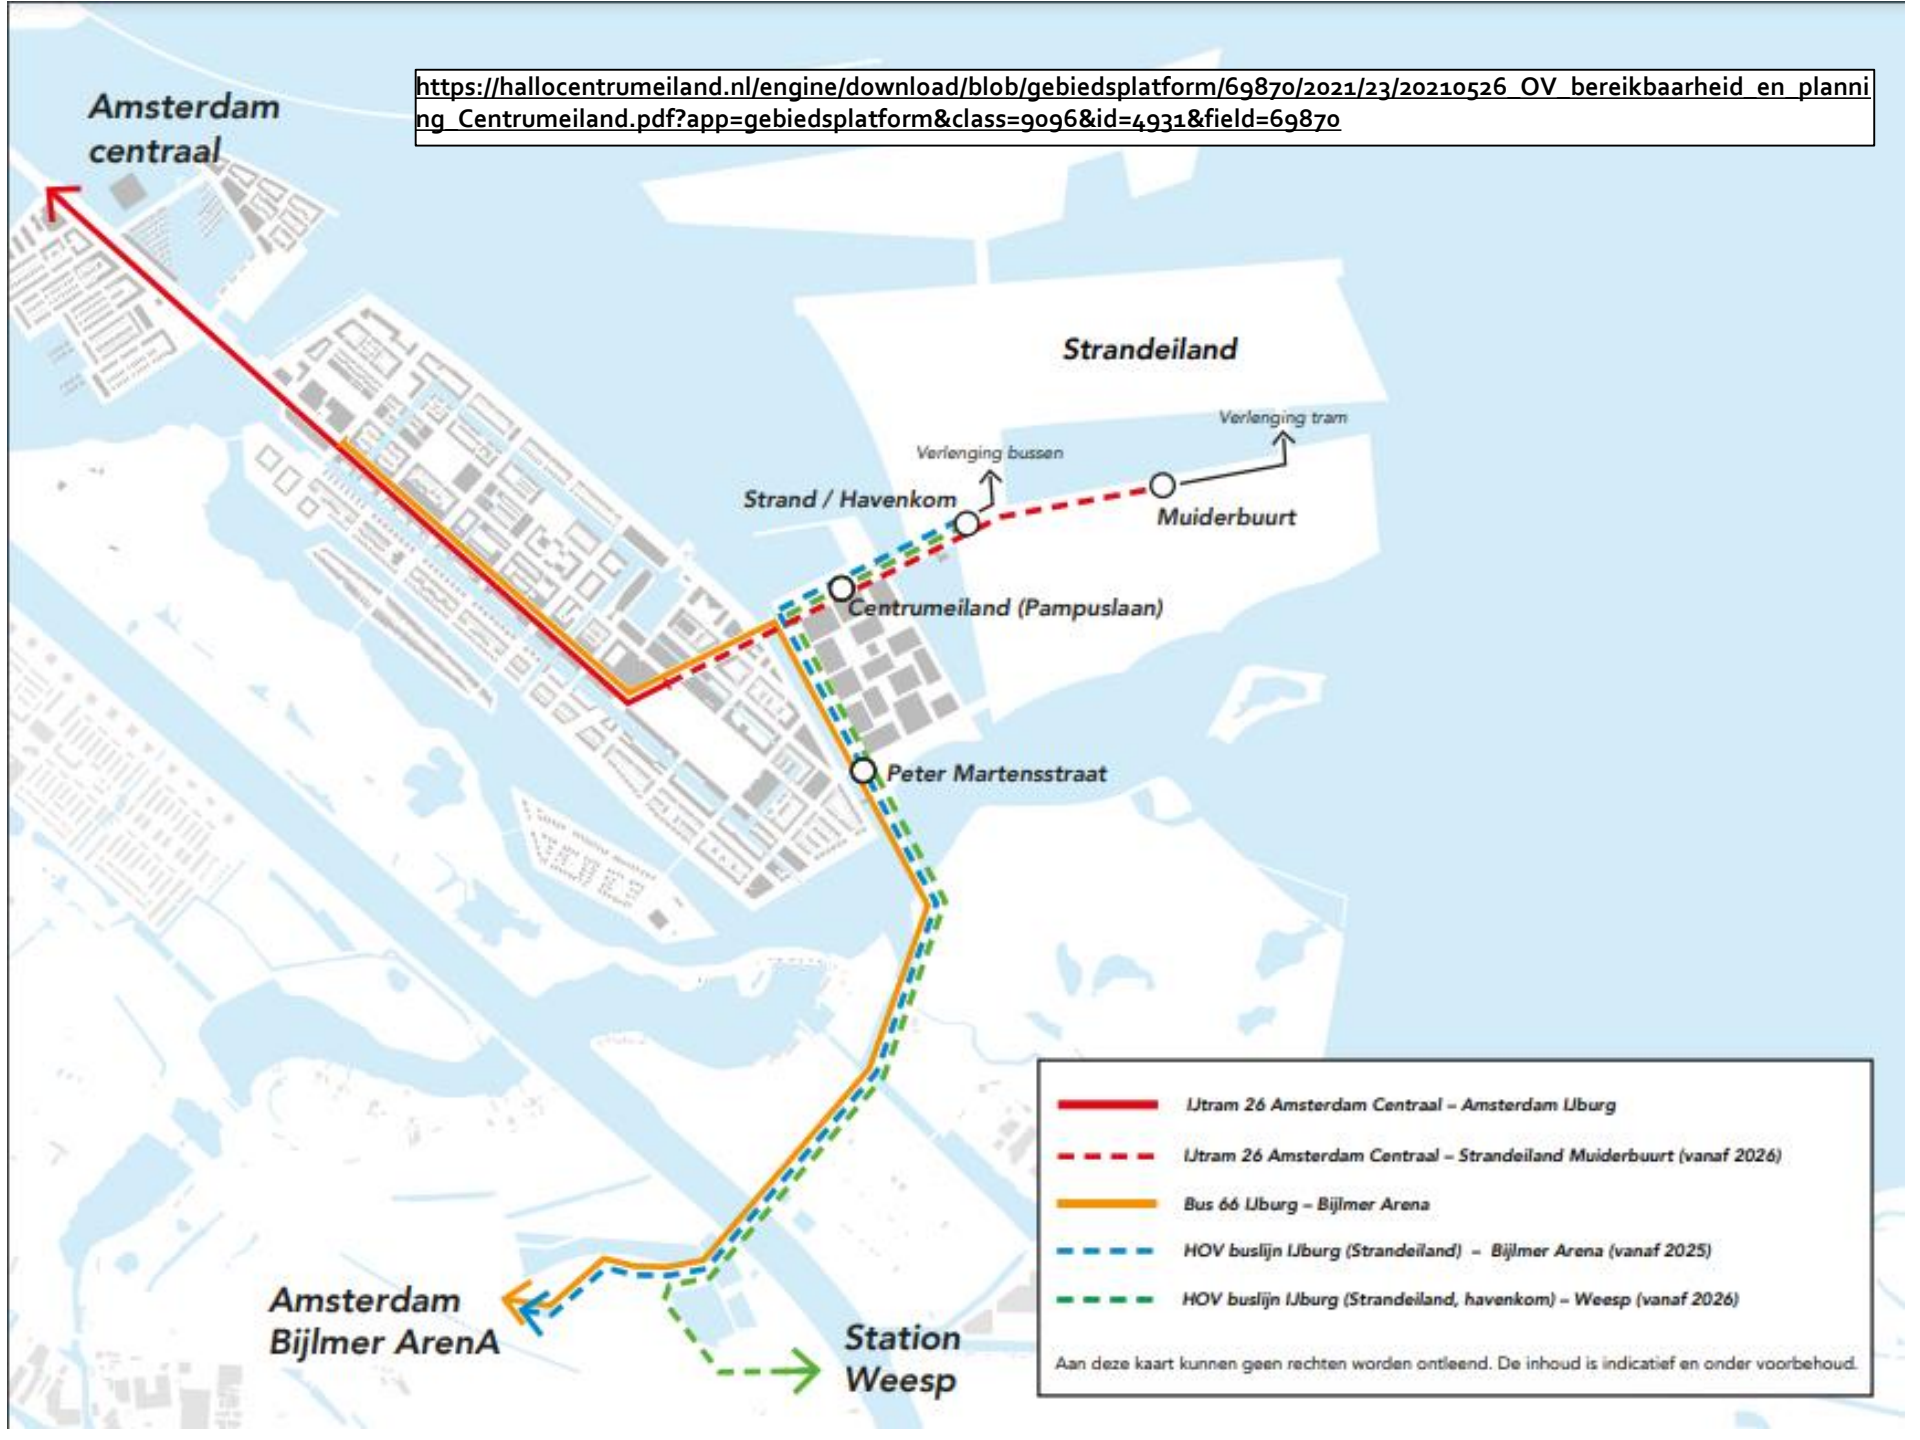 https://hallocentrumeiland.nl/engine/download/blob/gebiedsplatform/69870/2021/23/20210526_OV_bereikbaarheid_en_planni
ng_Centrumeiland.pdf?app=gebiedsplatform&class=9096&id=4931&field=69870
Amsterdam
centraal
Strandeiland
Verlenging tram
Verlenging bussen
Strand / Havenkom
Muiderbuurt
Centrumeiland (Pampuslaan)
Peter Martensstraat
Amsterdam
Bijlmer ArenA
Station
Weesp
IJtram 26 Amsterdam Centraal – Amsterdam IJburg
IJtram 26 Amsterdam Centraal – Strandeiland Muiderbuurt (vanaf 2026)
Bus 66 IJburg – Bijlmer Arena
HOV buslijn IJburg (Strandeiland) – Bijlmer Arena (vanaf 2025)
HOV buslijn IJburg (Strandeiland, havenkom) – Weesp (vanaf 2026)
Aan deze kaart kunnen geen rechten worden ontleend. De inhoud is indicatief en onder voorbehoud.